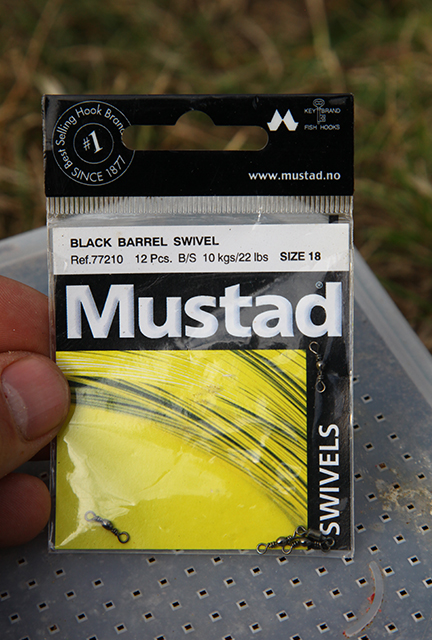 Best Selling Hook Brand
#1
SINCE 1877
KEY BRAND
FISH HOOKS
www.mustad.no
BLACK BARREL SWIVEL
Ref.77210 12 Pcs. B/S 10 kgs/22 lbs SIZE 18
Mustad®
SWIVELS